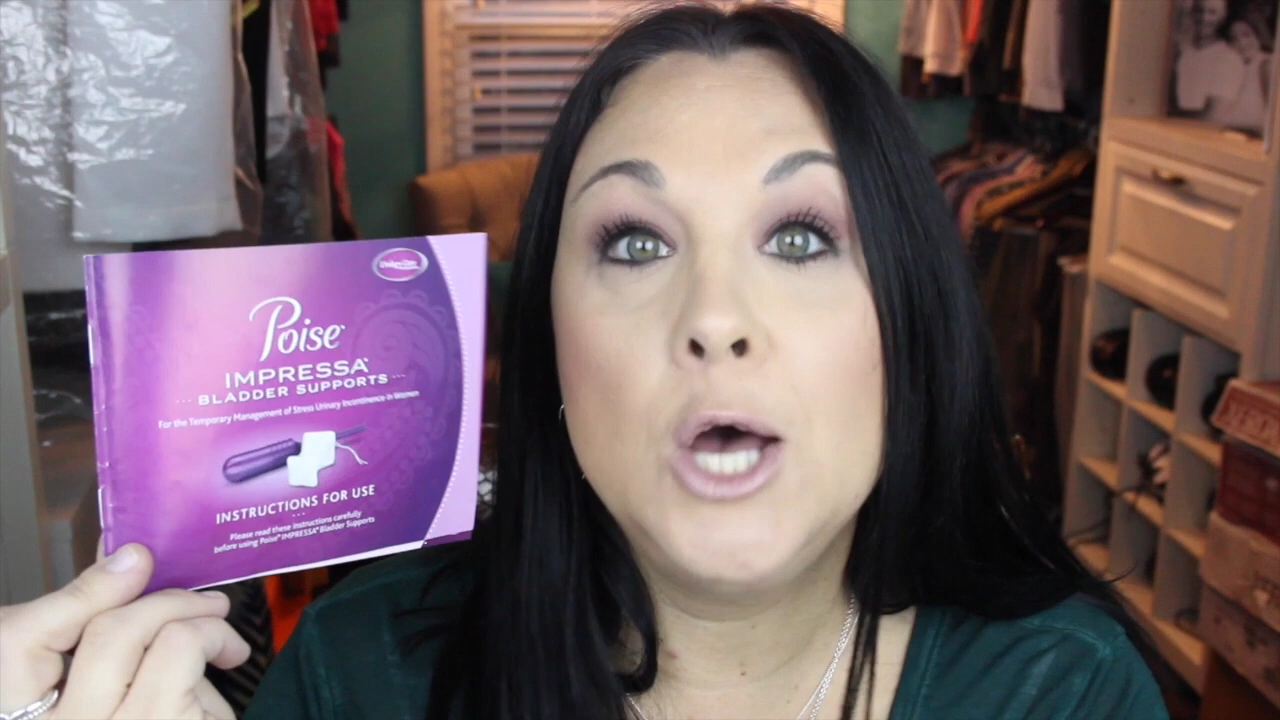 Poise®
IMPRESSA®
··· BLADDER SUPPORTS ···
For the Temporary Management of Stress Urinary Incontinence in Women
INSTRUCTIONS FOR USE
Please read these instructions carefully
before using Poise® IMPRESSA® Bladder Supports